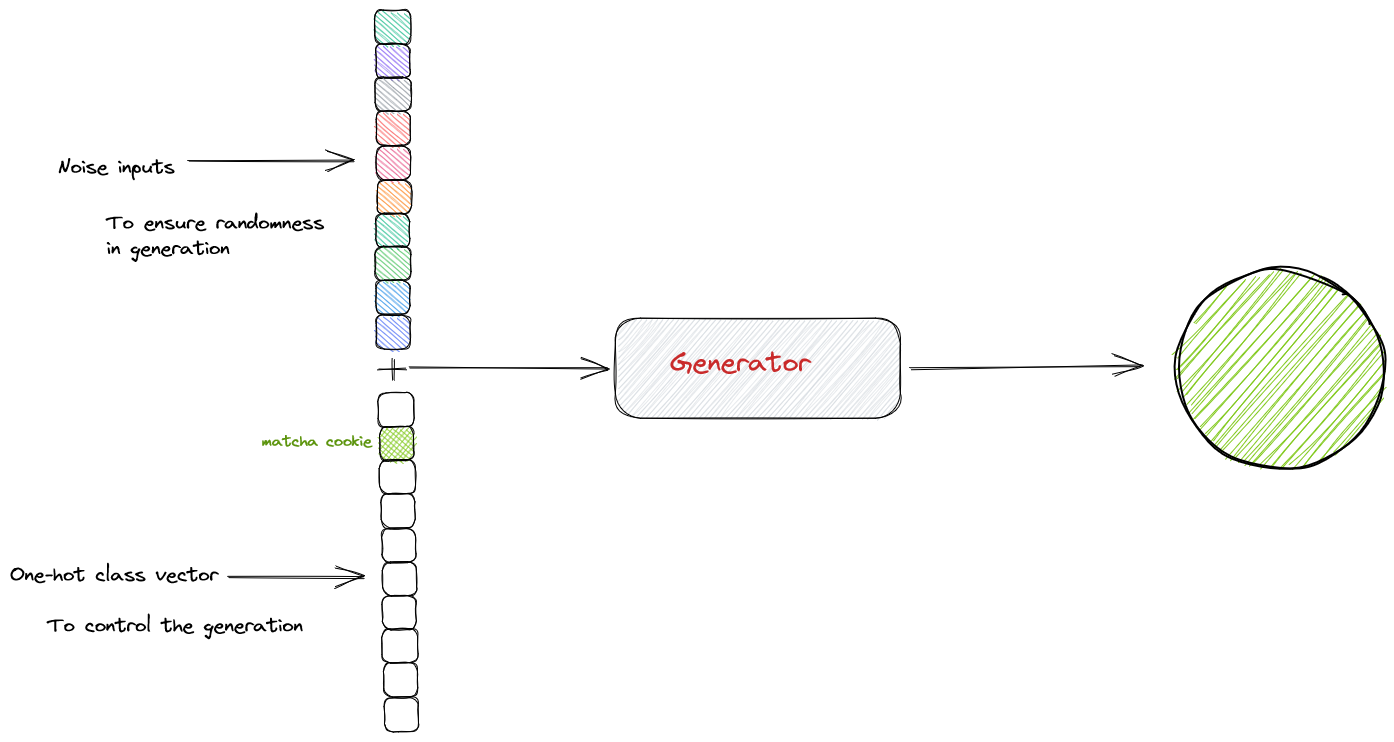 Noise inputs
To ensure randomness
in generation
+
Generator
matcha cookie
One-hot class vector
To control the generation